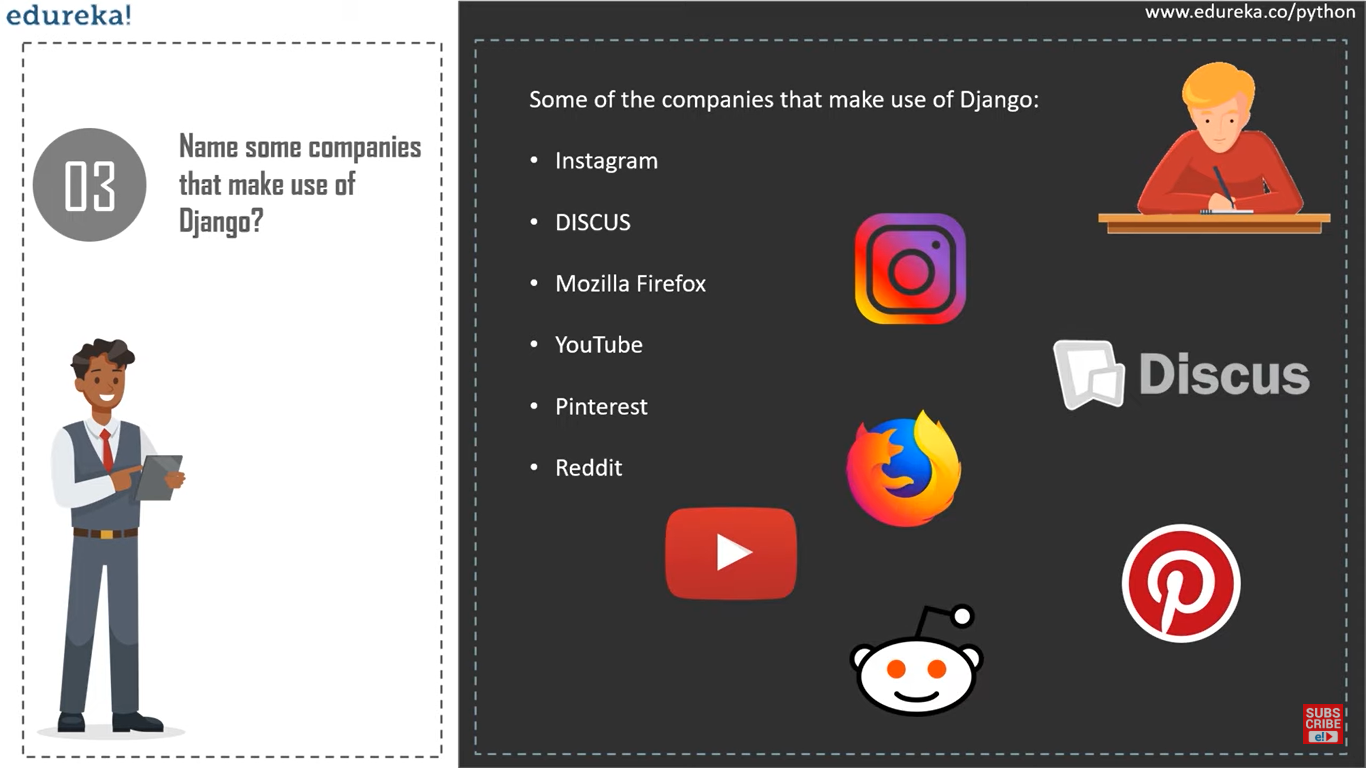 edureka!
www.edureka.co/python
03
Name some companies
that make use of
Django?
Some of the companies that make use of Django:
• Instagram
• DISCUS
• Mozilla Firefox
• YouTube
• Pinterest
• Reddit
Discus
SUBS
CRIBE
e!